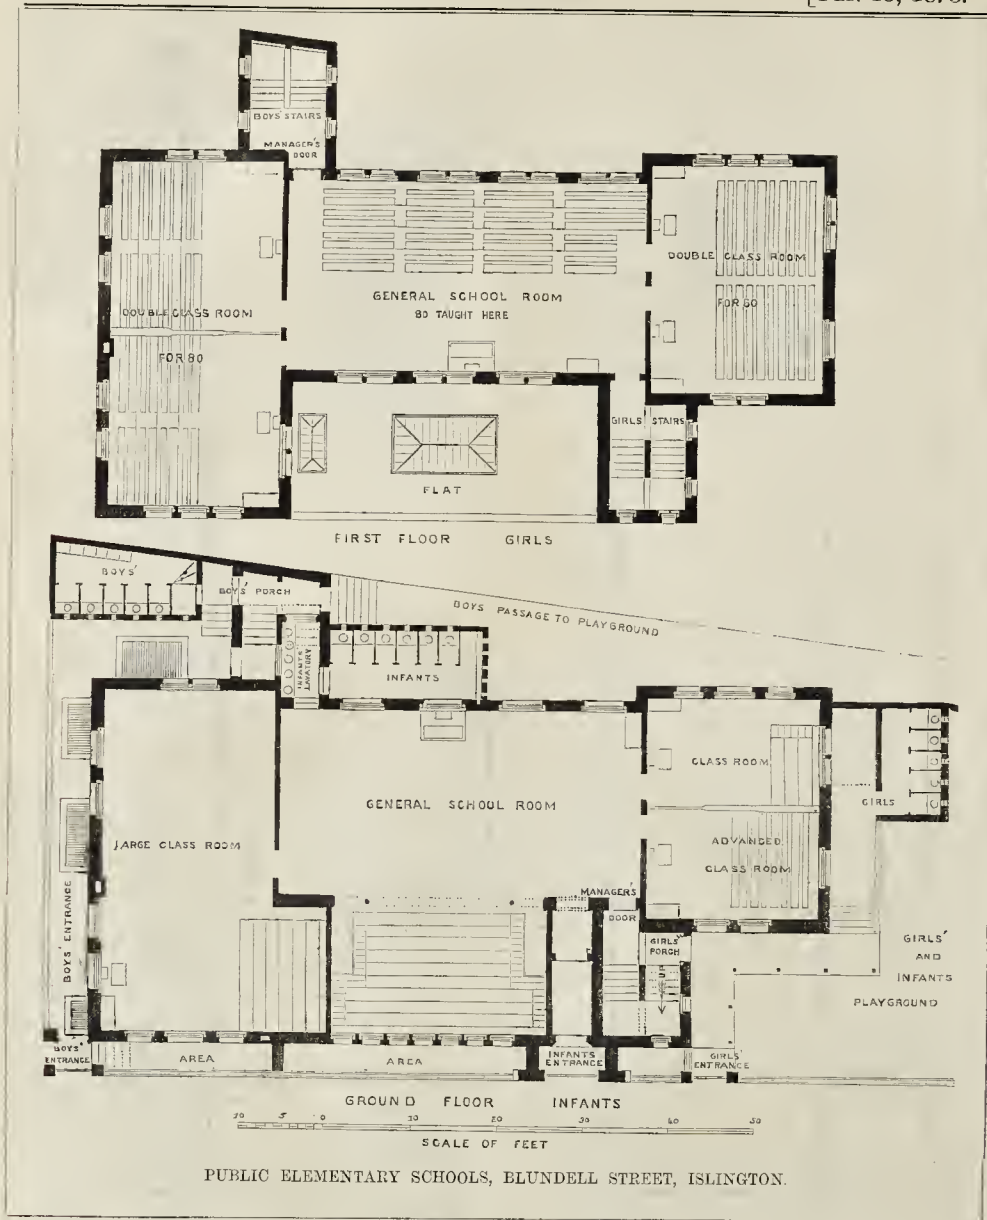 BOYS' STAIRS
MANAGER'S
DOOR
DOUBLE CLASS ROOM
FOR 80
GENERAL SCHOOL ROOM
80 TAUGHT HERE
DOUBLE CLASS ROOM
FOR 60
GIRLS STAIRS
FLAT
FIRST FLOOR GIRLS
BOYS'
BOYS' PORCH
BOYS PASSAGE TO PLAYGROUND
INFANTS
LAVATORY
INFANTS
CLASS ROOM
GENERAL SCHOOL ROOM
GIRLS
LARGE CLASS ROOM
ADVANCED
CLASS ROOM
MANAGER'S
DOOR
BOYS' ENTRANCE
GIRLS'
PORCH
UP
GIRLS'
AND
INFANTS
PLAYGROUND
BOYS'
ENTRANCE
AREA
AREA
INFANTS
ENTRANCE
GIRLS'
ENTRANCE
GROUND FLOOR INFANTS
10 5 0 10 20 30 40 50
SCALE OF FEET
PUBLIC ELEMENTARY SCHOOLS, BLUNDELL STREET, ISLINGTON.